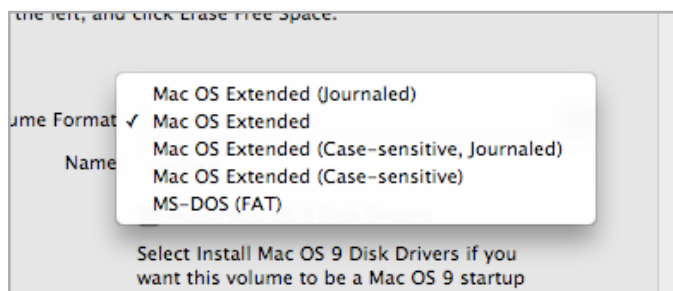 the left, and click Erase Free Space.
Mac OS Extended (Journaled)
ume Format ✓ Mac OS Extended
Mac OS Extended (Case-sensitive, Journaled)
Name
Mac OS Extended (Case-sensitive)
MS-DOS (FAT)
Select Install Mac OS 9 Disk Drivers if you
want this volume to be a Mac OS 9 startup